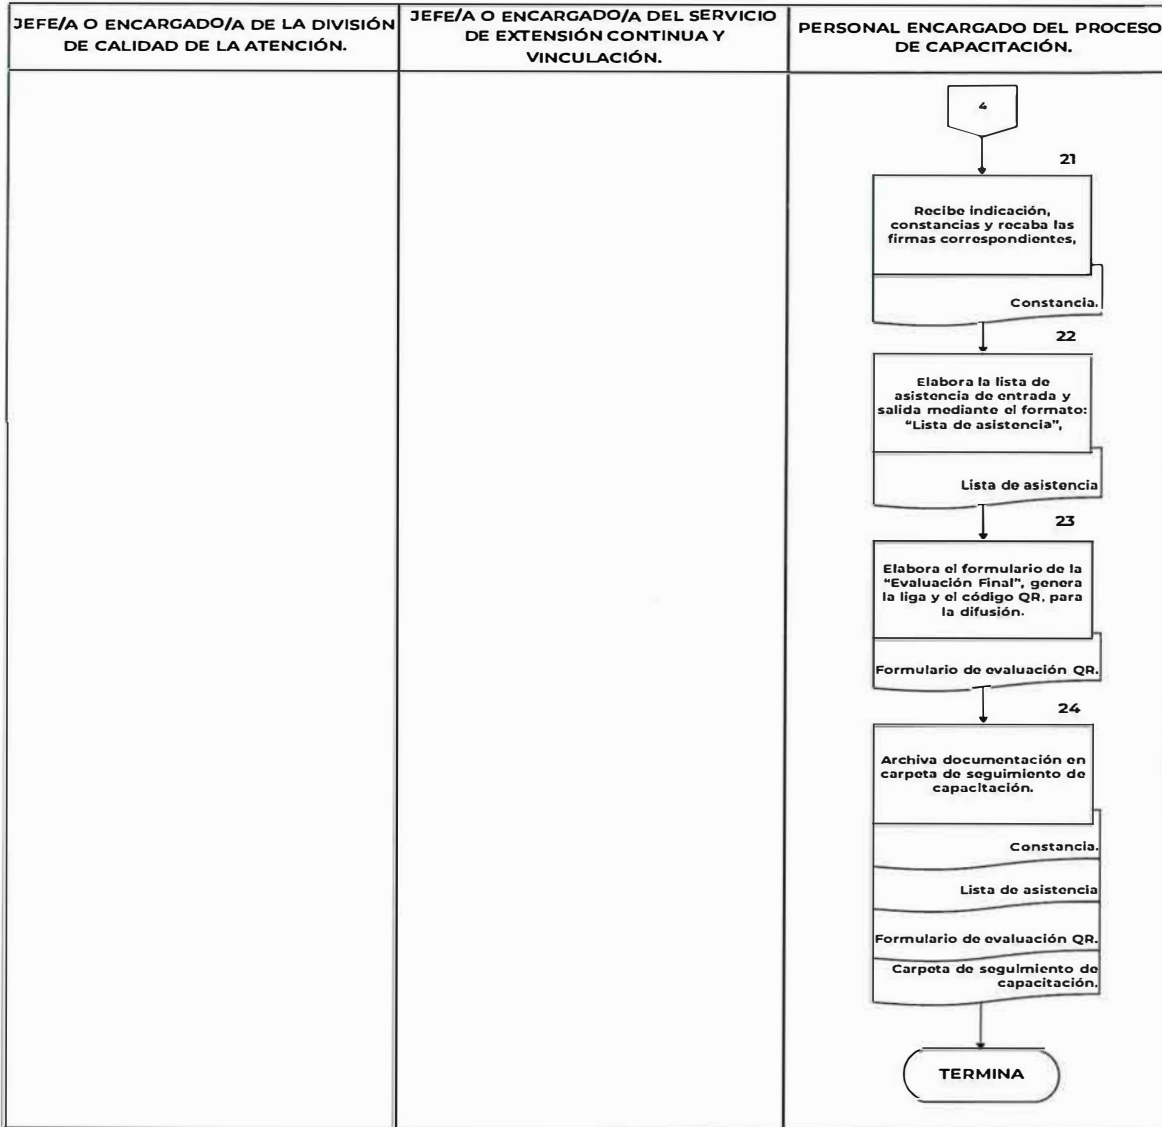 JEFE/A O ENCARGADO/A DE LA DIVISIÓN
DE CALIDAD DE LA ATENCIÓN.
JEFE/A O ENCARGADO/A DEL SERVICIO
DE EXTENSIÓN CONTINUA Y
VINCULACIÓN.
PERSONAL ENCARGADO DEL PROCESO
DE CAPACITACIÓN.
4
21
Recibe indicación,
constancias y recaba las
firmas correspondientes,
Constancia.
22
Elabora la lista de
asistencia de entrada y
salida mediante el formato:
“Lista de asistencia”,
Lista de asistencia
23
Elabora el formulario de la
“Evaluación Final”, genera
la liga y el código QR. para
la difusión.
Formulario de evaluación QR.
24
Archiva documentación en
carpeta de seguimiento de
capacitación.
Constancia.
Lista de asistencia
Formulario de evaluación QR.
Carpeta de seguimiento de
capacitación.
TERMINA